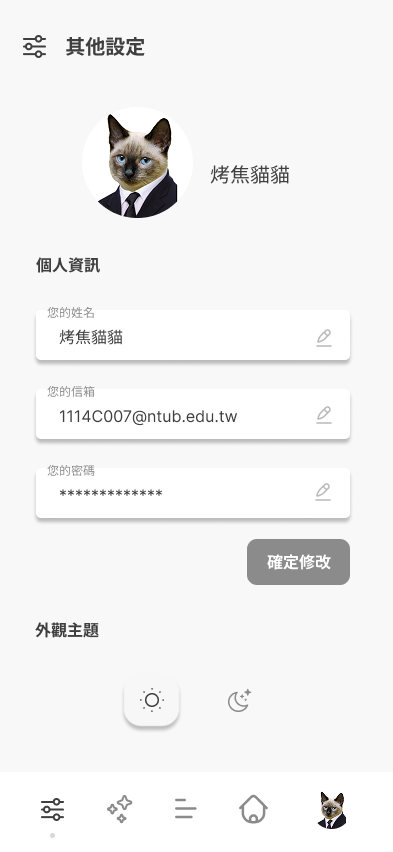 其他設定
烤焦貓貓
個人資訊
您的姓名
烤焦貓貓
您的信箱
1114C007@ntub.edu.tw
您的密碼
*************
確定修改
外觀主題